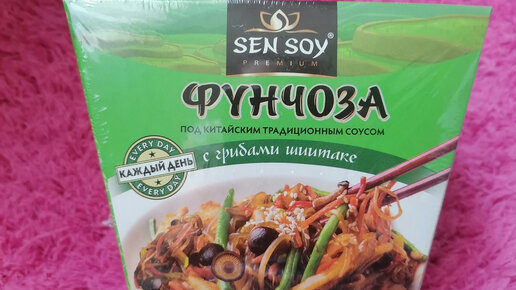 SEN SOY®
PREMIUM
ФУНЧОЗА
ПОД КИТАЙСКИМ ТРАДИЦИОННЫМ СОУСОМ
с грибами шиитаке
EVERY DAY
КАЖДЫЙ ДЕНЬ
EVERY DAY